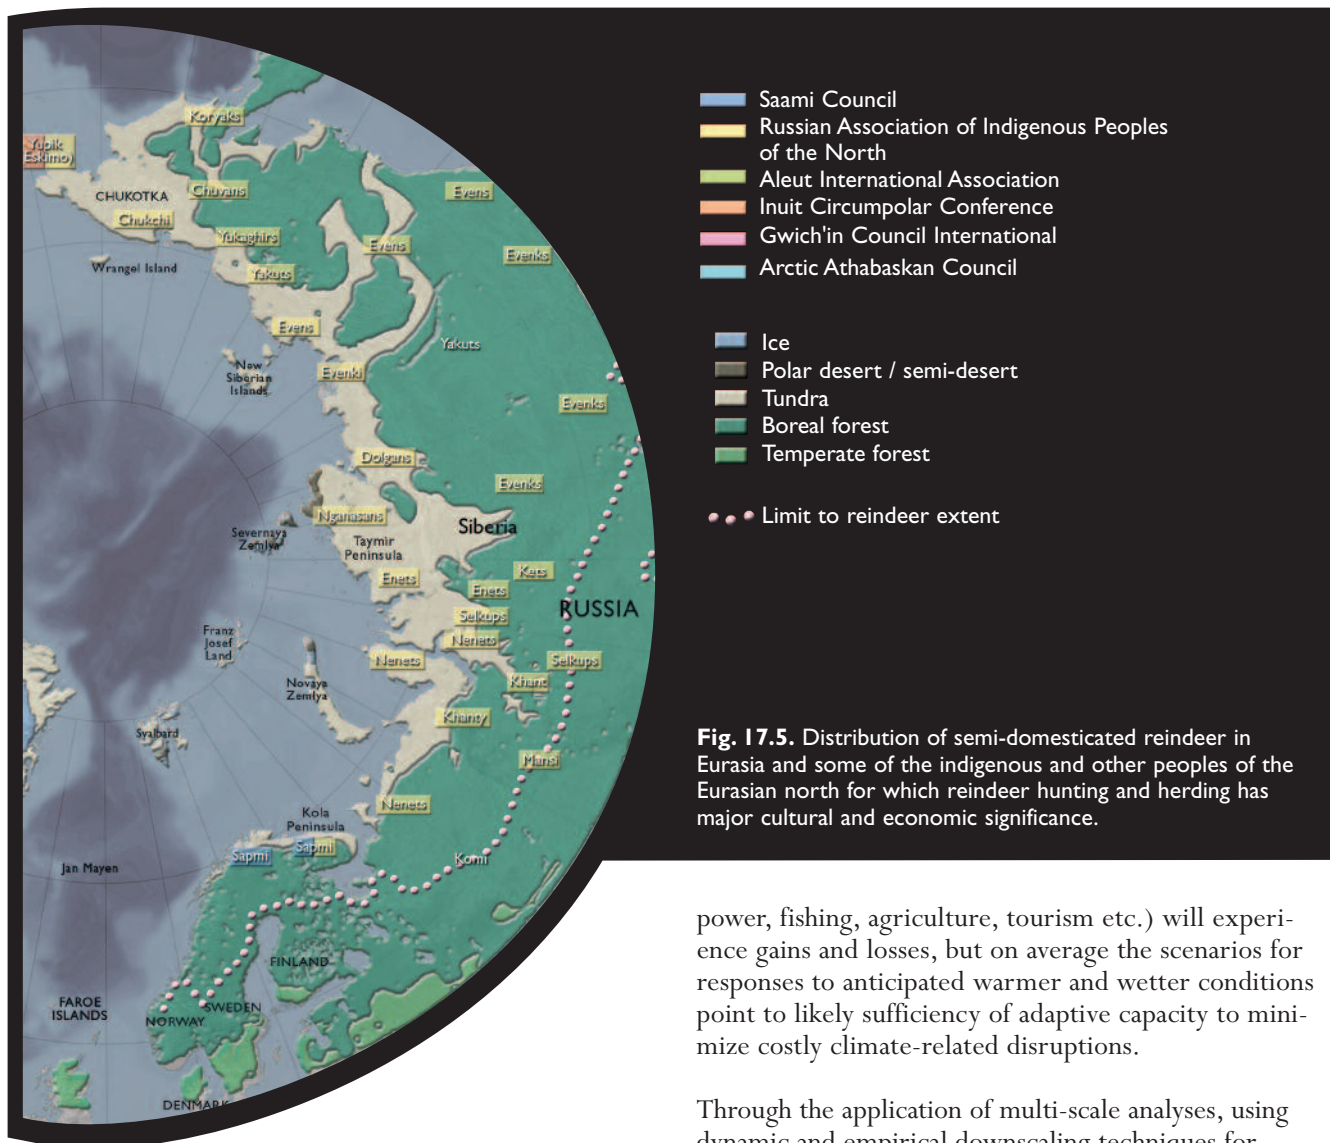 Koryaks
Yupik
Eskimo)
CHUKOTKA
Chuvans
Chukchi
Evens
Yukaghirs
Evens
Evenks
Wrangel Island
Yakuts
Evens
Yakuts
New
Siberian
Islands
Evenki
Evenks
Dolgans
Evenks
Nganasans
Siberia
Severnaya
Zemlya
Taymir
Peninsula
Enets
Kets
Enets
RUSSIA
Selkups
Franz
Josef
Land
Nenets
Nenets
Selkups
Khant
Novaya
Zemlya
Khanty
Svalbard
Mansi
Nenets
Kola
Peninsula
Sapmi
Sapmi
Komi
Jan Mayen
FINLAND
FAROE
ISLANDS
SWEDEN
NORWAY
DENMARK
Saami Council
Russian Association of Indigenous Peoples
of the North
Aleut International Association
Inuit Circumpolar Conference
Gwich'in Council International
Arctic Athabaskan Council
Ice
Polar desert / semi-desert
Tundra
Boreal forest
Temperate forest
Limit to reindeer extent
Fig. 17.5. Distribution of semi-domesticated reindeer in
Eurasia and some of the indigenous and other peoples of the
Eurasian north for which reindeer hunting and herding has
major cultural and economic significance.
power, fishing, agriculture, tourism etc.) will experi-
ence gains and losses, but on average the scenarios for
responses to anticipated warmer and wetter conditions
point to likely sufficiency of adaptive capacity to mini-
mize costly climate-related disruptions.
Through the application of multi-scale analyses, using
dynamic and empirical downscaling techniques for